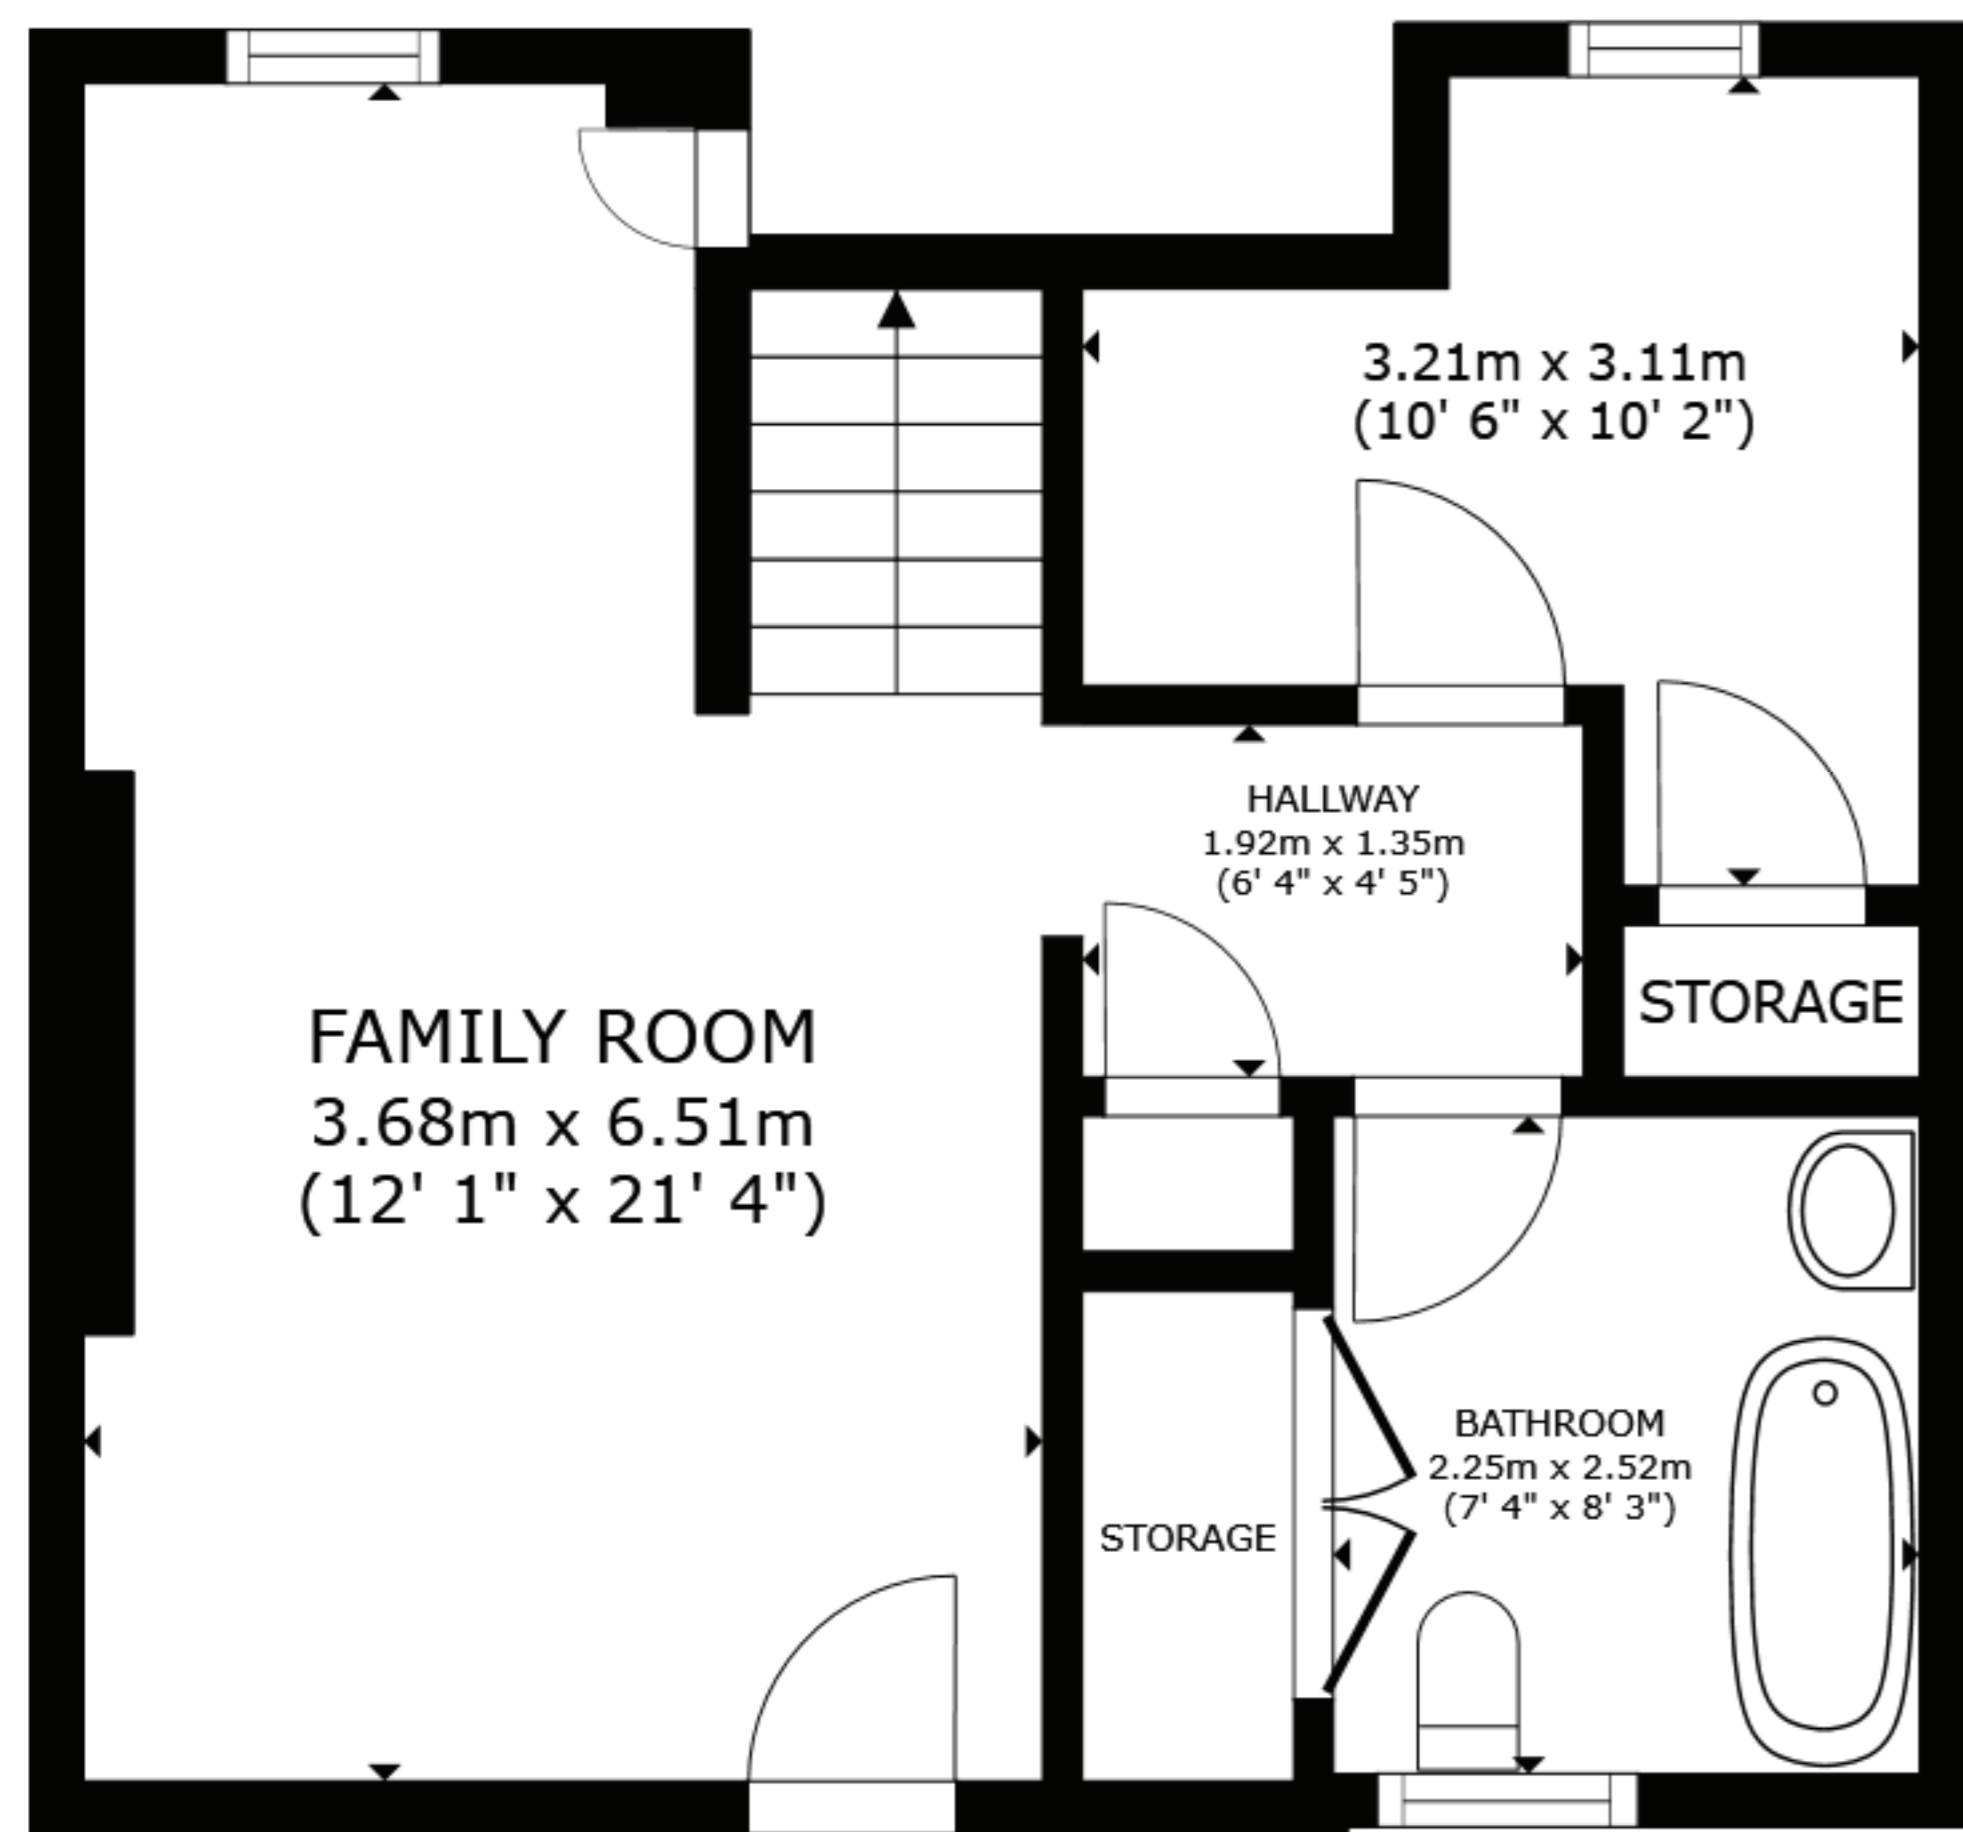 3.21m x 3.11m
(10' 6" x 10' 2")
HALLWAY
1.92m x 1.35m
(6' 4" x 4' 5")
STORAGE
FAMILY ROOM
3.68m x 6.51m
(12' 1" x 21' 4")
BATHROOM
2.25m x 2.52m
(7' 4" x 8' 3")
STORAGE